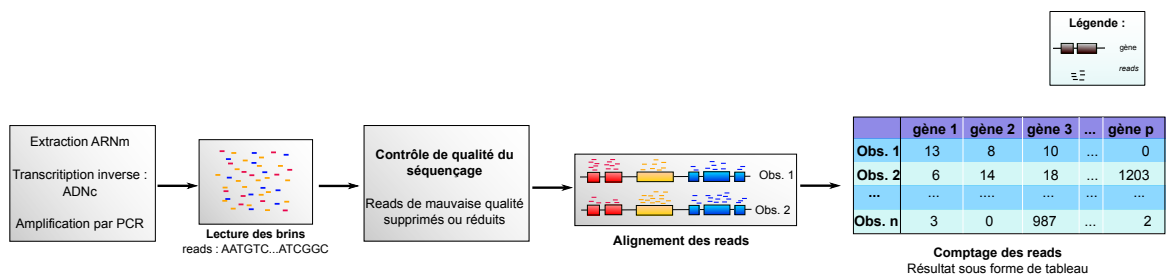 Légende :
gène
reads
Extraction ARNm
Transcritiption inverse :
ADNc
Amplification par PCR
Lecture des brins
reads : AATGTC...ATCGGC
Contrôle de qualité du
séquençage
Reads de mauvaise qualité
supprimés ou réduits
Obs. 1
Obs. 2
Alignement des reads
gène 1 gène 2 gène 3 ... gène p
Obs. 1 13 8 10 ... 0
Obs. 2 6 14 18 ... 1203
... ... .... ... ... ...
Obs. n 3 0 987 ... 2
Comptage des reads
Résultat sous forme de tableau